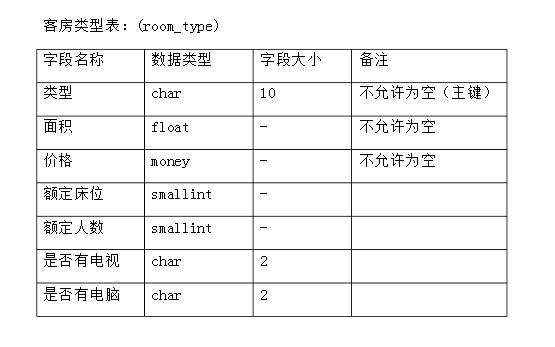 客房类型表：(room_type)
字段名称 数据类型 字段大小 备注
类型 char 10 不允许为空（主键）
面积 float - 不允许为空
价格 money - 不允许为空
额定床位 smallint -
额定人数 smallint -
是否有电视 char 2
是否有电脑 char 2